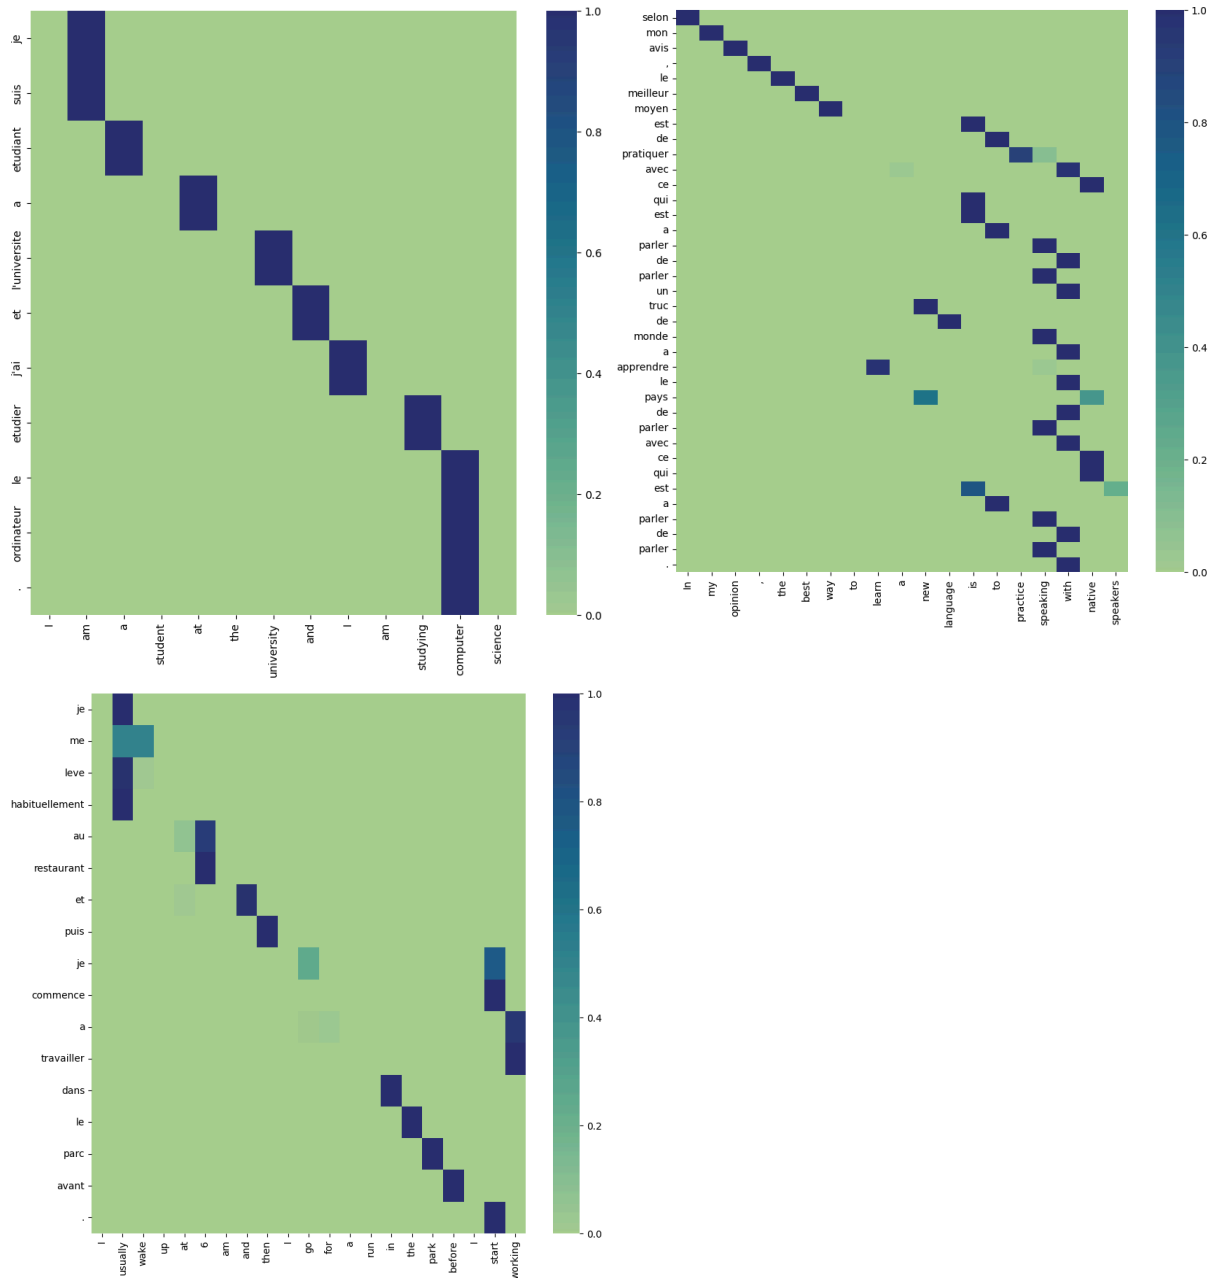 je
suis
etudiant
a
l'universite
et
j'ai
etudier
le
ordinateur
.
1.0
0.8
0.6
0.4
0.2
0.0
I
am
a
student
at
the
university
and
I
am
studying
computer
science
selon
mon
avis
,
le
meilleur
moyen
est
de
pratiquer
avec
ce
qui
est
a
parler
de
parler
un
truc
de
monde
a
apprendre
le
pays
de
parler
avec
ce
qui
est
a
parler
de
parler
.
1.0
0.8
0.6
0.4
0.2
0.0
In
my
opinion
,
the
best
way
to
learn
a
new
language
is
to
practice
speaking
with
native
speakers
je
me
leve
habituellement
au
restaurant
et
puis
je
commence
a
travailler
dans
le
parc
avant
.
1.0
0.8
0.6
0.4
0.2
0.0
I
usually
wake
up
at
6
am
and
then
I
go
for
a
run
in
the
park
before
I
start
working